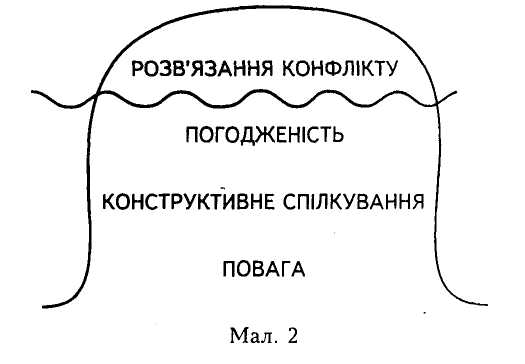 РОЗВ'ЯЗАННЯ КОНФЛІКТУ
ПОГОДЖЕНІСТЬ
КОНСТРУКТИВНЕ СПІЛКУВАННЯ
ПОВАГА
Мал. 2